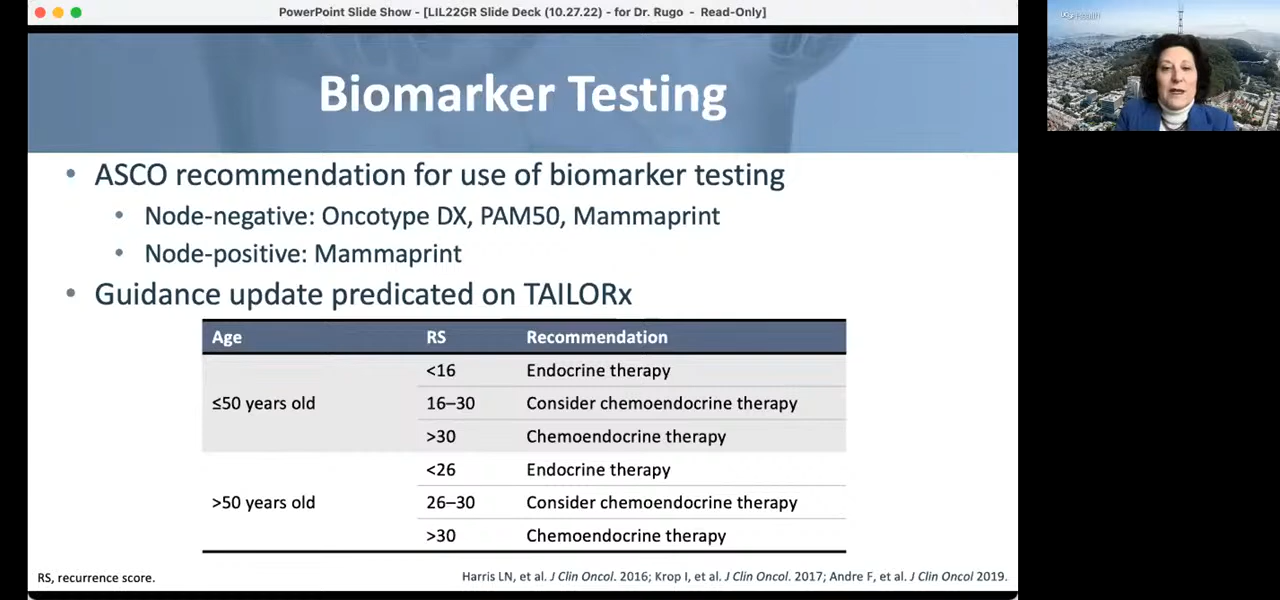 PowerPoint Slide Show - [LIL22GR Slide Deck (10.27.22) - for Dr. Rugo - Read-Only]
UCSF Health
Biomarker Testing
• ASCO recommendation for use of biomarker testing
• Node-negative: Oncotype DX, PAM50, Mammaprint
• Node-positive: Mammaprint
• Guidance update predicated on TAILORx
Age RS Recommendation
<16 Endocrine therapy
≤50 years old 16–30 Consider chemoendocrine therapy
>30 Chemoendocrine therapy
<26 Endocrine therapy
>50 years old 26–30 Consider chemoendocrine therapy
>30 Chemoendocrine therapy
RS, recurrence score.
Harris LN, et al. J Clin Oncol. 2016; Krop I, et al. J Clin Oncol. 2017; Andre F, et al. J Clin Oncol 2019.